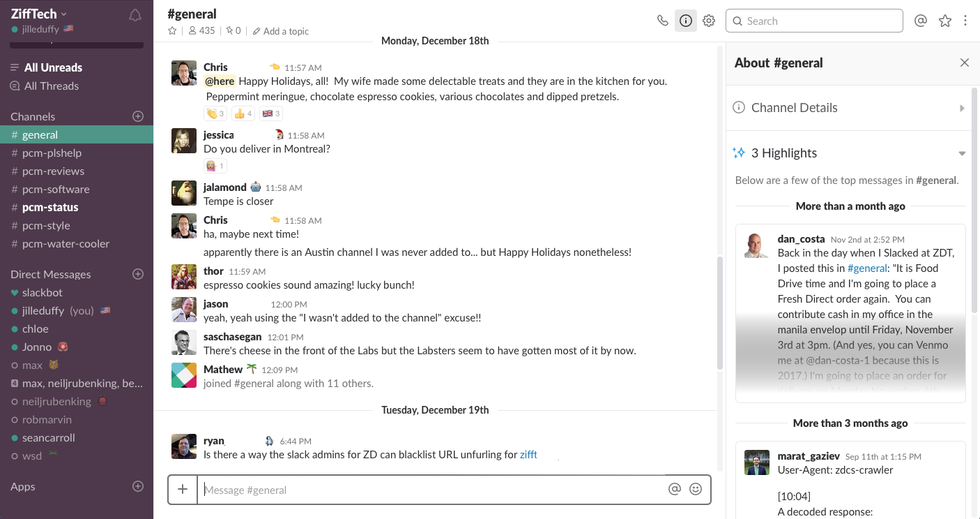 ZiffTech
jilleduffy
All Unreads
All Threads
Channels
# general
# pcm-plshelp
# pcm-reviews
# pcm-software
# pcm-status
# pcm-style
# pcm-water-cooler
Direct Messages
slackbot
jilleduffy (you)
chloe
Jonno
max
4 max, neiljrubenking, be...
neiljrubenking
robmarvin
seancarroll
wsd
Apps
#general
435 | 0 | Add a topic
Search
Monday, December 18th
Chris 11:57 AM
@here Happy Holidays, all! My wife made some delectable treats and they are in the kitchen for you.
Peppermint meringue, chocolate espresso cookies, various chocolates and dipped pretzels.
3 4 3
jessica 11:58 AM
Do you deliver in Montreal?
1
jalamond 11:58 AM
Tempe is closer
Chris 11:58 AM
ha, maybe next time!
apparently there is an Austin channel I was never added to... but Happy Holidays nonetheless!
thor 11:59 AM
espresso cookies sound amazing! lucky bunch!
jason 12:00 PM
yeah, yeah using the "I wasn't added to the channel" excuse!!
saschasegan 12:01 PM
There's cheese in the front of the Labs but the Labsters seem to have gotten most of it by now.
Mathew 12:09 PM
joined #general along with 11 others.
Tuesday, December 19th
ryan 6:44 PM
Is there a way the slack admins for ZD can blacklist URL unfurling for zifft
Message #general
About #general
Channel Details
3 Highlights
Below are a few of the top messages in #general.
More than a month ago
dan_costa Nov 2nd at 2:52 PM
Back in the day when I Slacked at ZDT,
I posted this in #general: "It is Food
Drive time and I'm going to place a
Fresh Direct order again. You can
contribute cash in my office in the
manila envelop until Friday, November
3rd at 3pm. (And yes, you can Venmo
me at @dan-costa-1 because this is
2017.) I'm going to place an order for
More than 3 months ago
marat_gaziev Sep 11th at 1:15 PM
User-Agent: zdcs-crawler
[10:04]
A decoded response: